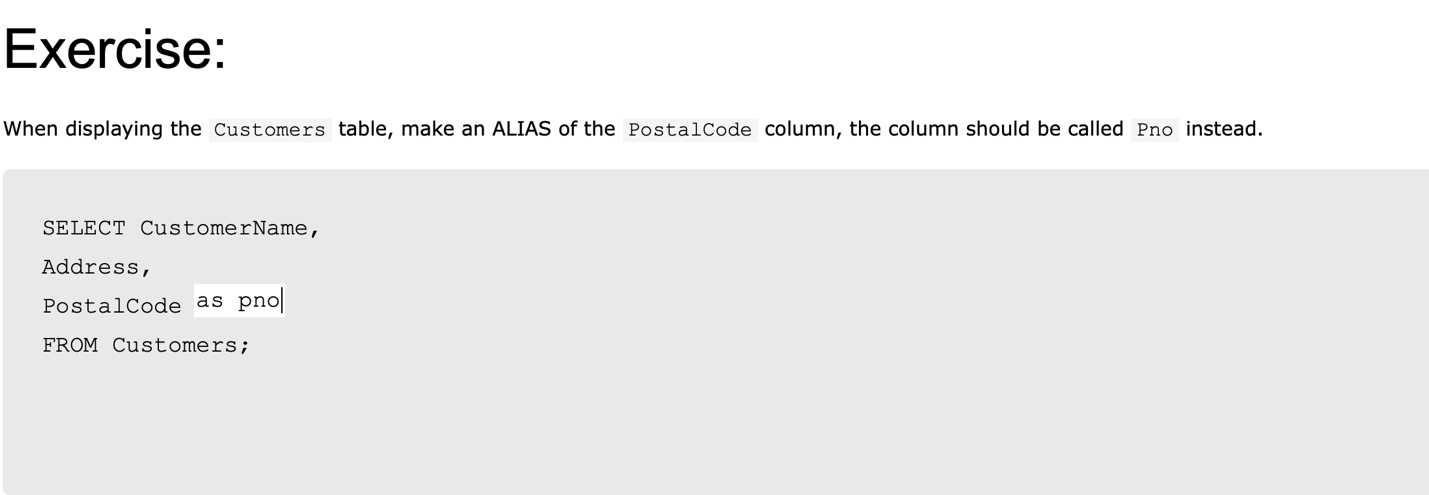 Exercise:
When displaying the Customers table, make an ALIAS of the PostalCode column, the column should be called Pno instead.
SELECT CustomerName,
Address,
PostalCode as pno
FROM Customers;